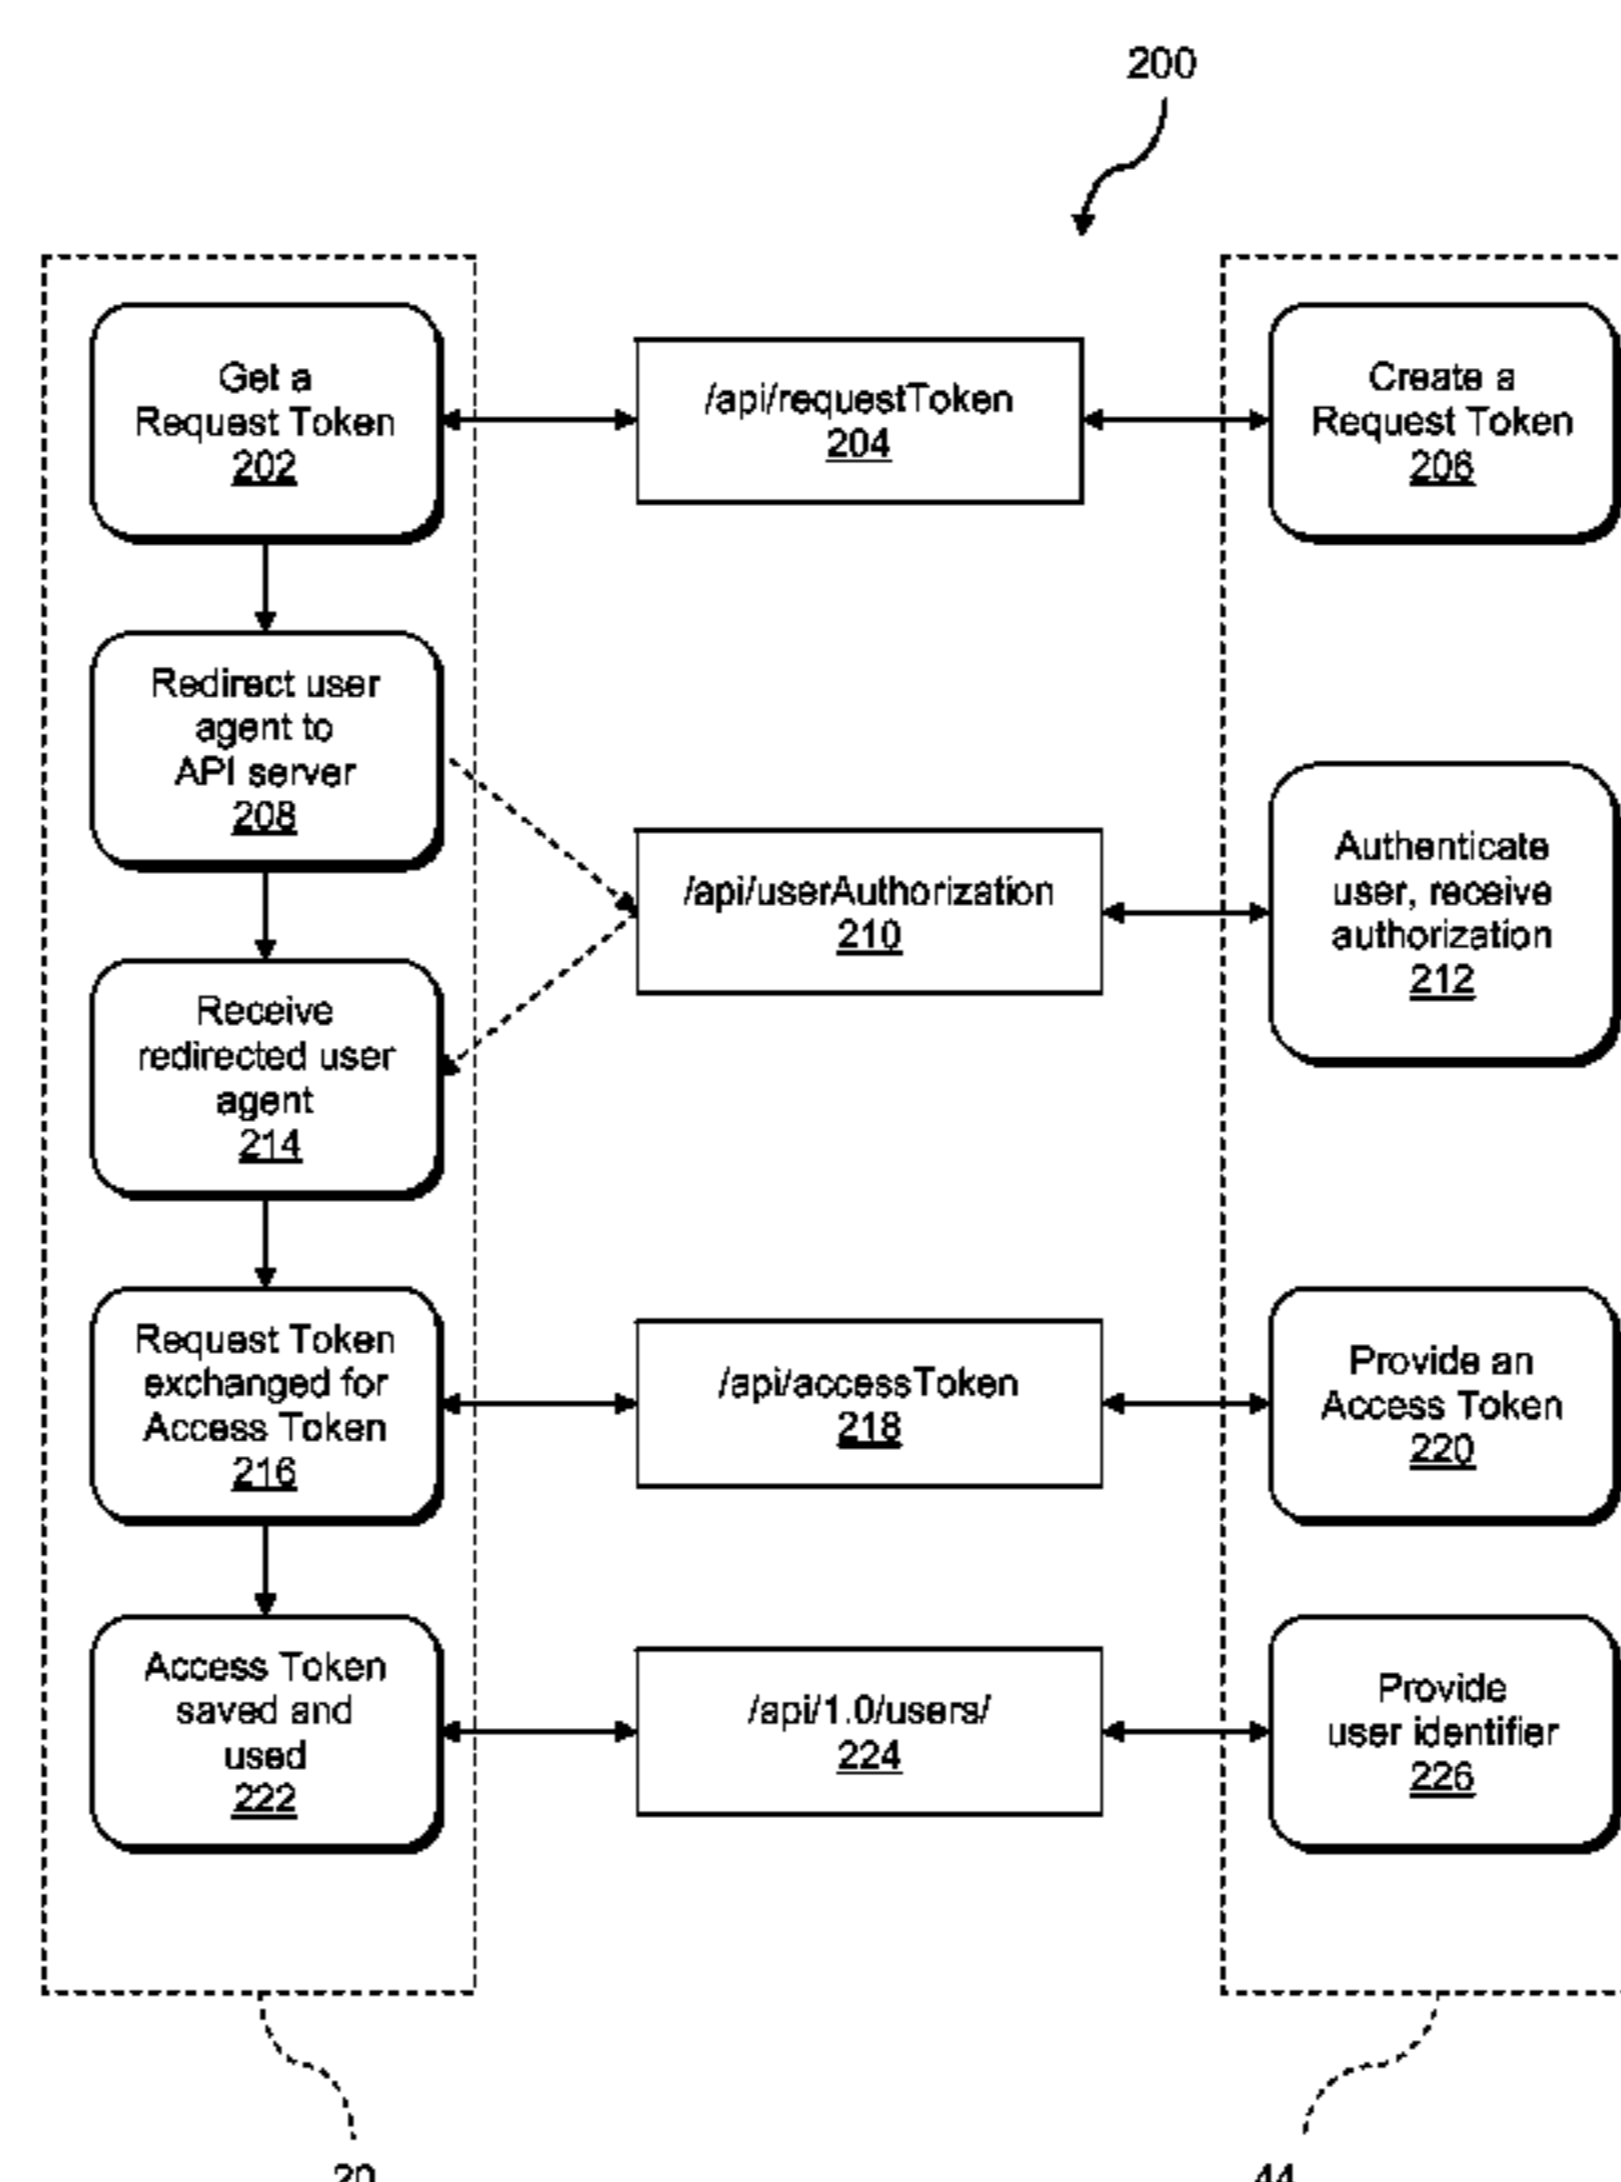 200
Get a
Request Token
202
/api/requestToken
204
Create a
Request Token
206
Redirect user
agent to
API server
208
/api/userAuthorization
210
Authenticate
user, receive
authorization
212
Receive
redirected user
agent
214
Request Token
exchanged for
Access Token
216
/api/accessToken
218
Provide an
Access Token
220
Access Token
saved and
used
222
/api/1.0/users/
224
Provide
user identifier
226
20
44